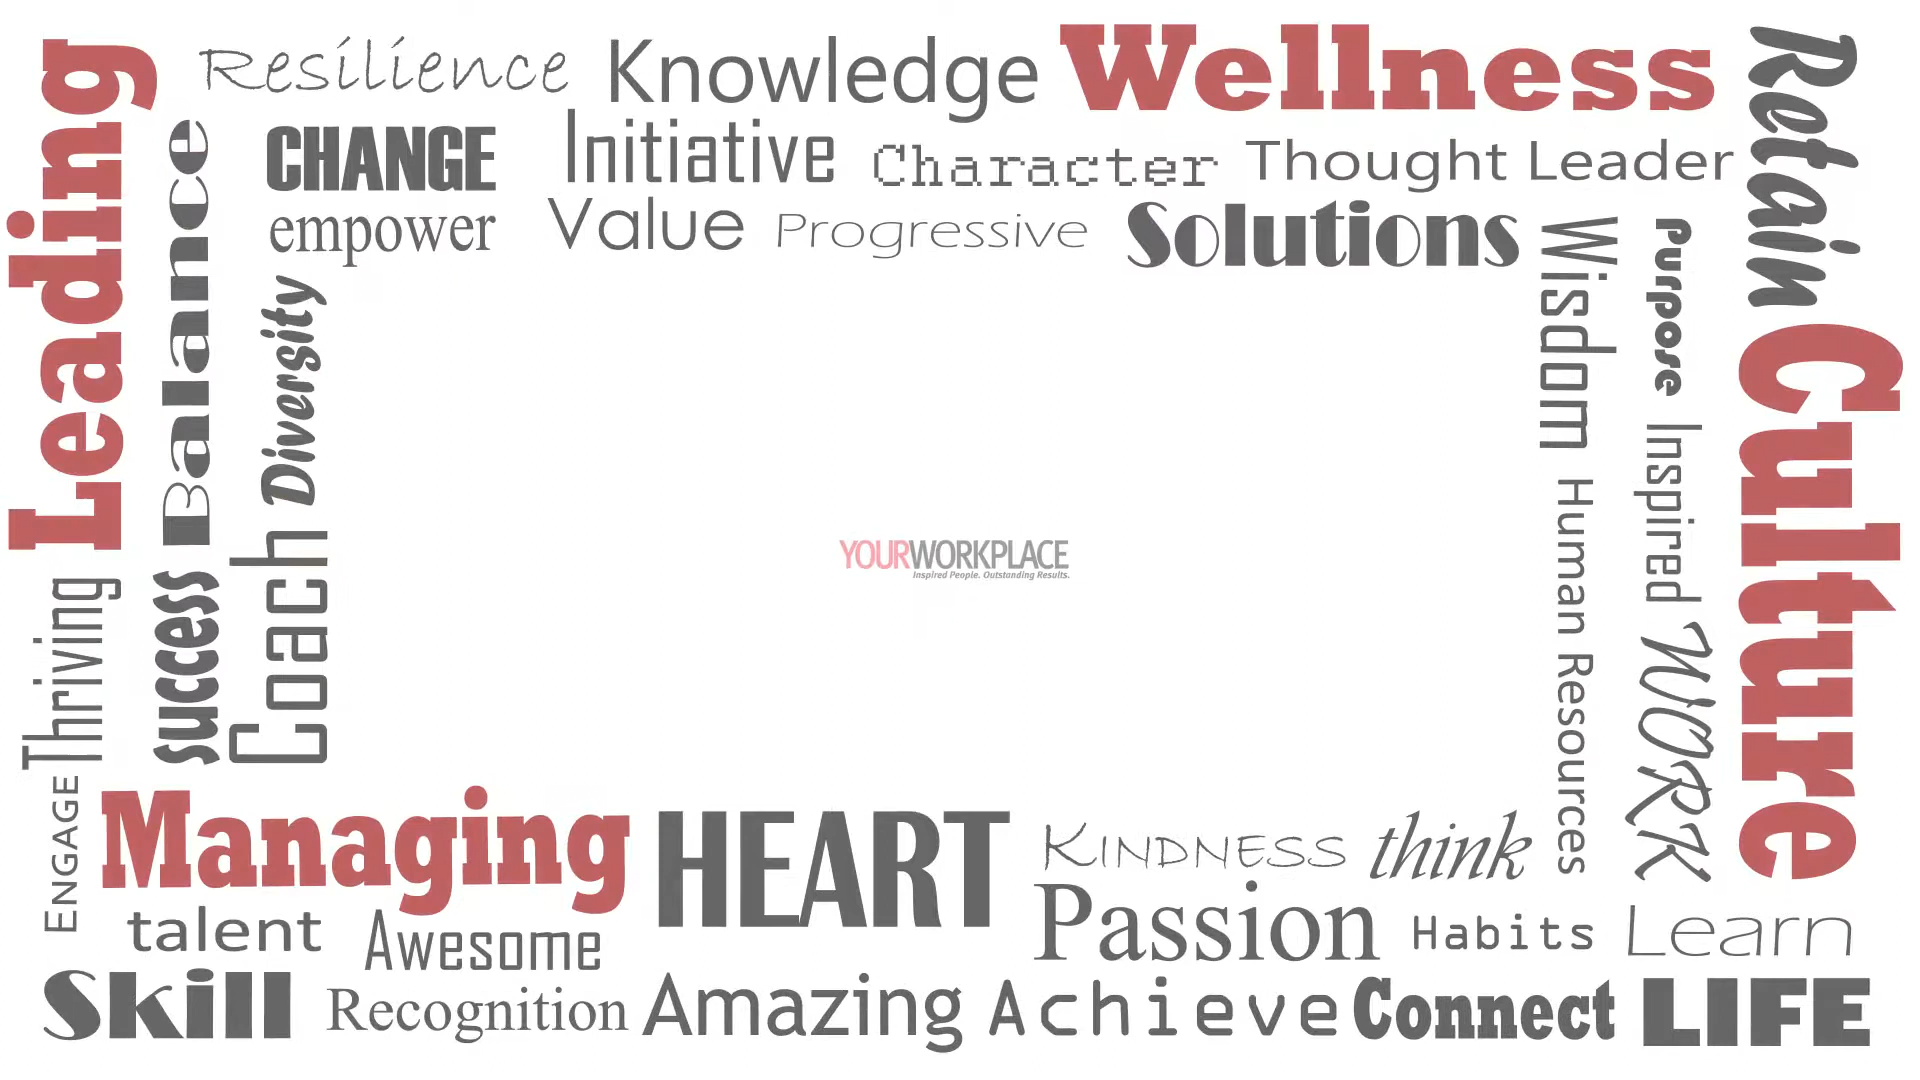 Resilience Knowledge Wellness
CHANGE Initiative Character Thought Leader
empower Value Progressive Solutions
Leading
Balance
Diversity
Thriving
success
Coach
ENGAGE
Retain
Wisdom
Purpose
Culture
Inspired
Human Resources
WORK
YOURWORKPLACE
Inspired People. Outstanding Results.
Managing HEART KINDNESS think
talent Awesome Passion Habits Learn
Skill Recognition Amazing Achieve Connect LIFE